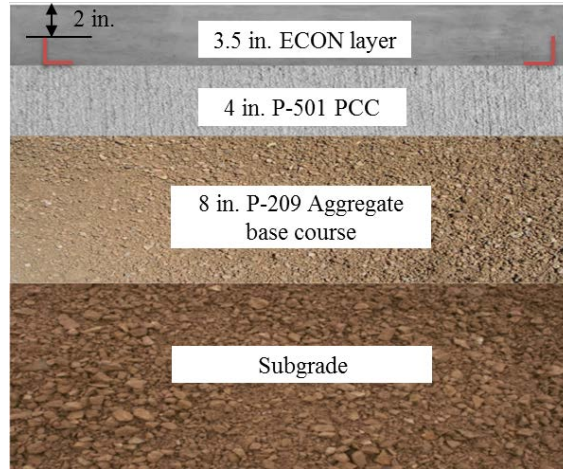 2 in.
3.5 in. ECON layer
4 in. P-501 PCC
8 in. P-209 Aggregate
base course
Subgrade